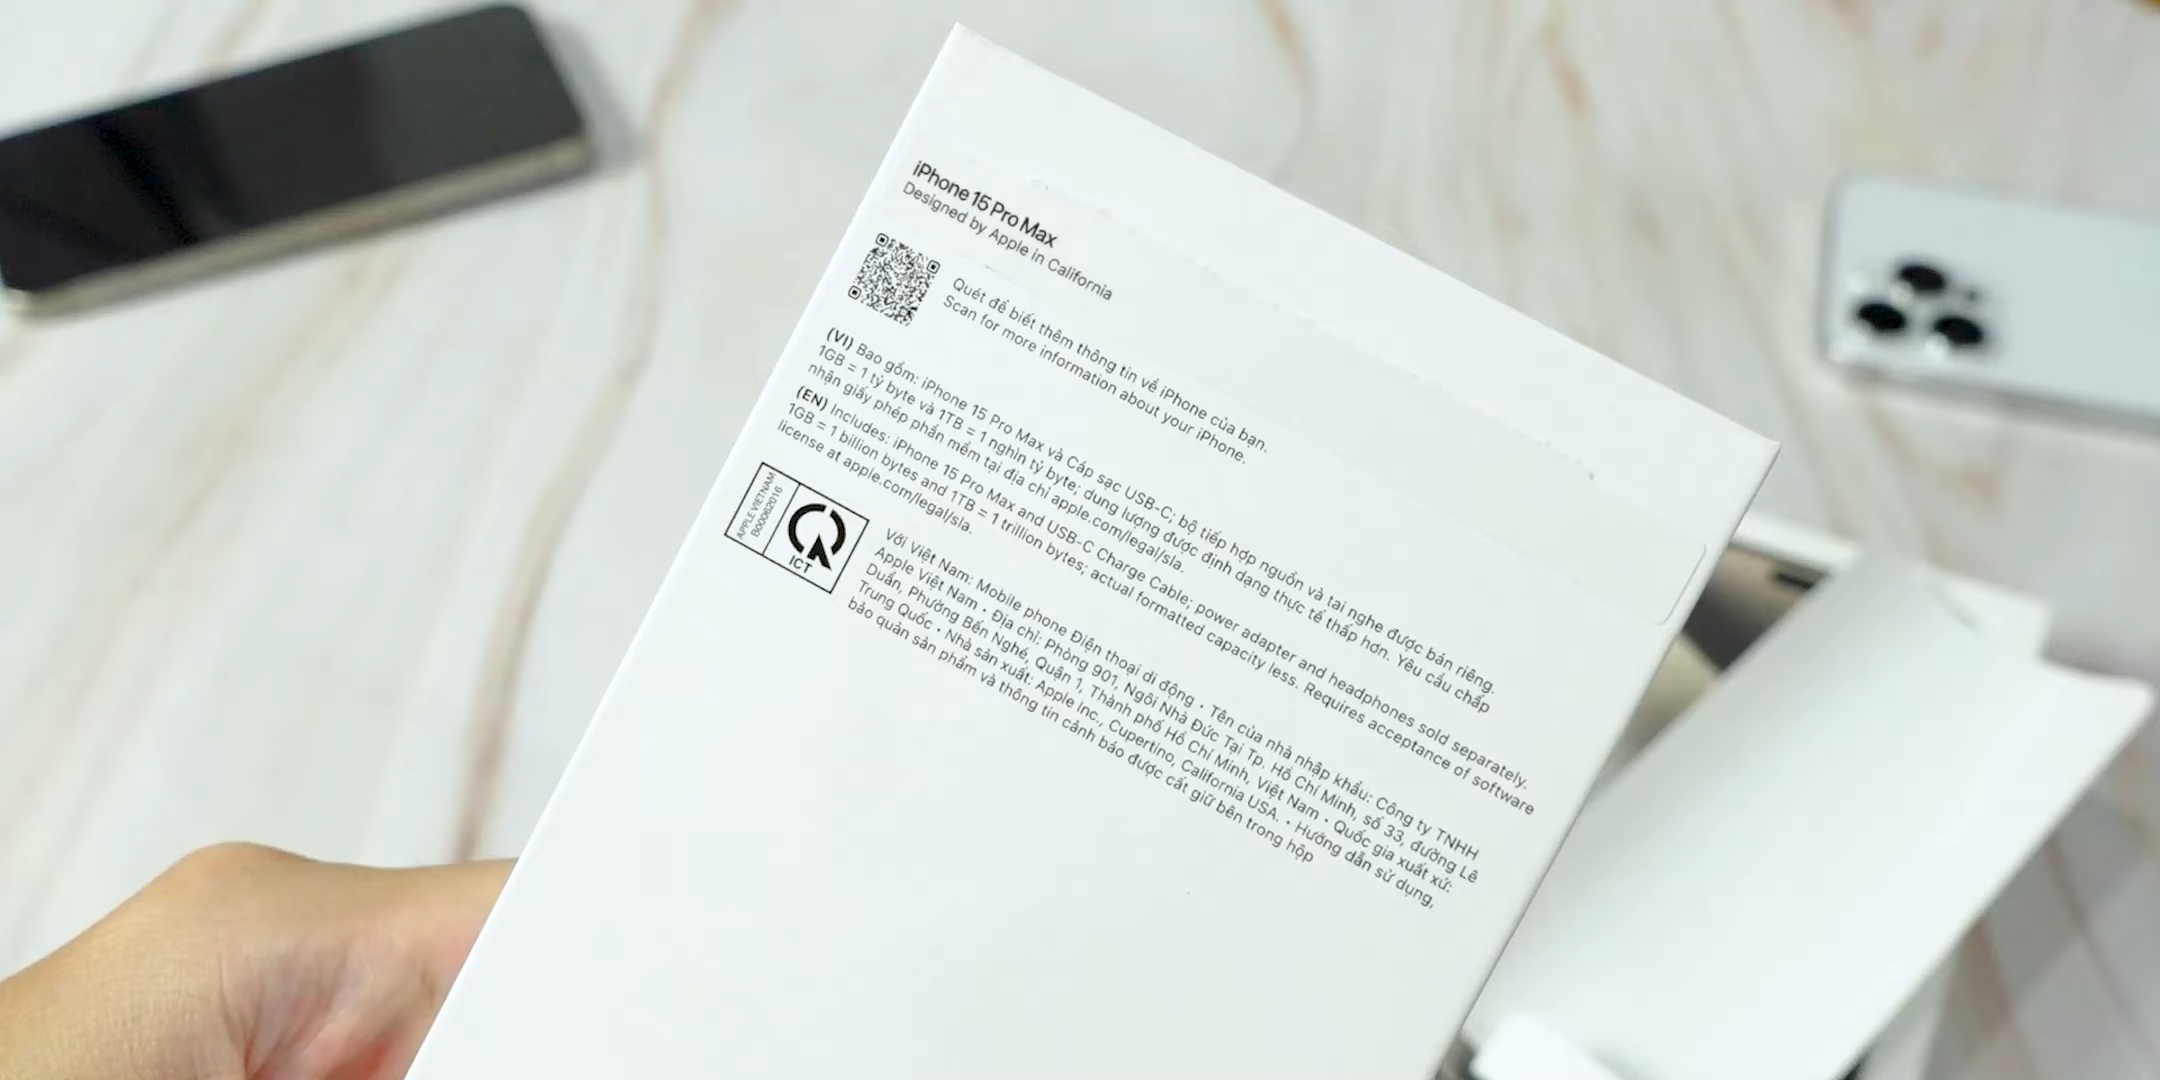 iPhone 15 Pro Max
Designed by Apple in California
Quét để biết thêm thông tin về iPhone của bạn.
Scan for more information about your iPhone.
(VI) Bao gồm: iPhone 15 Pro Max và Cáp sạc USB-C; bộ tiếp hợp nguồn và tai nghe được bán riêng.
1GB = 1 tỷ byte và 1TB = 1 nghìn tỷ byte; dung lượng được định dạng thực tế thấp hơn. Yêu cầu chấp
nhận giấy phép phần mềm tại địa chỉ apple.com/legal/sla.
(EN) Includes: iPhone 15 Pro Max and USB-C Charge Cable; power adapter and headphones sold separately.
1GB = 1 billion bytes and 1TB = 1 trillion bytes; actual formatted capacity less. Requires acceptance of software
license at apple.com/legal/sla.
APPLE VIETNAM
B00062016
ICT
Với Việt Nam: Mobile phone Điện thoại di động • Tên của nhà nhập khẩu: Công ty TNHH
Apple Việt Nam • Địa chỉ: Phòng 901, Ngôi Nhà Đức Tại Tp. Hồ Chí Minh, số 33, đường Lê
Duẩn, Phường Bến Nghé, Quận 1, Thành phố Hồ Chí Minh, Việt Nam • Quốc gia xuất xứ:
Trung Quốc • Nhà sản xuất: Apple Inc., Cupertino, California USA. • Hướng dẫn sử dụng,
bảo quản sản phẩm và thông tin cảnh báo được cất giữ bên trong hộp